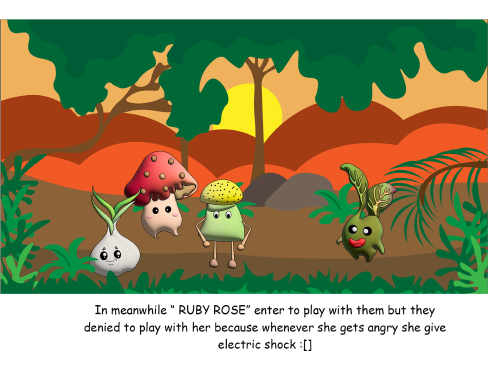 In meanwhile “ RUBY ROSE” enter to play with them but they
denied to play with her because whenever she gets angry she give
electric shock :[]